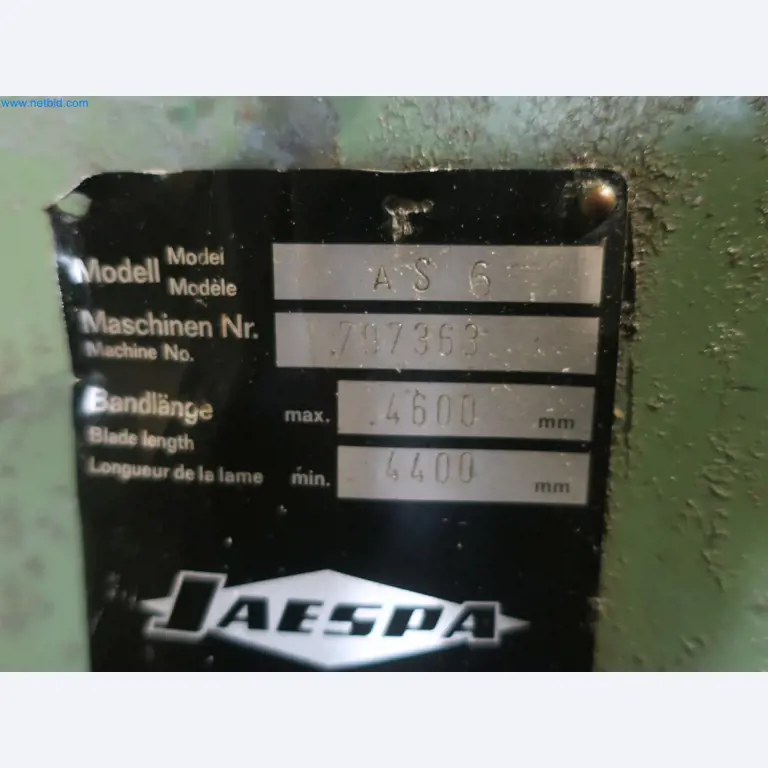 www.netbid.com
Modell Model
Modèle
AS 6
Maschinen Nr.
Machine No.
797363
Bandlänge max. 4600 mm
Blade length
Longueur de la lame min. 4400 mm
JAESPA